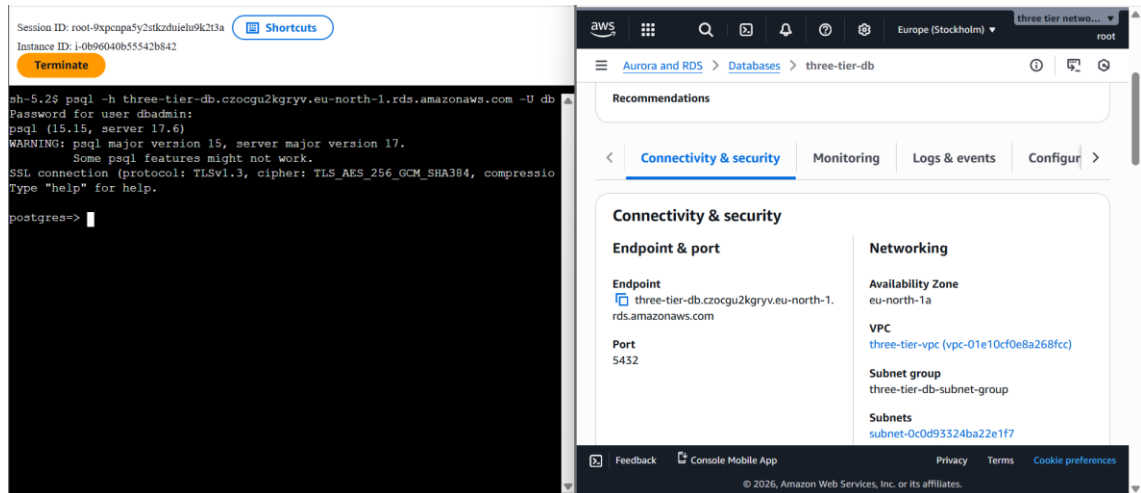 Session ID: root-9xpcnpa5y2stkzduielu9k2t3a
Shortcuts
Instance ID: i-0b96040b55542b842
Terminate
sh-5.2$ psql -h three-tier-db.czocgu2kgryv.eu-north-1.rds.amazonaws.com -U db
Password for user dbadmin:
psql (15.15, server 17.6)
WARNING: psql major version 15, server major version 17.
Some psql features might not work.
SSL connection (protocol: TLSv1.3, cipher: TLS_AES_256_GCM_SHA384, compressio
Type "help" for help.
postgres=>
aws
Europe (Stockholm)
three tier netwo...
root
Aurora and RDS > Databases > three-tier-db
Recommendations
Connectivity & security
Monitoring
Logs & events
Configur
Connectivity & security
Endpoint & port
Endpoint
three-tier-db.czocgu2kgryv.eu-north-1.
rds.amazonaws.com
Port
5432
Networking
Availability Zone
eu-north-1a
VPC
three-tier-vpc (vpc-01e10cf0e8a268fcc)
Subnet group
three-tier-db-subnet-group
Subnets
subnet-0c0d93324ba22e1f7
Feedback
Console Mobile App
Privacy
Terms
Cookie preferences
© 2026, Amazon Web Services, Inc. or its affiliates.